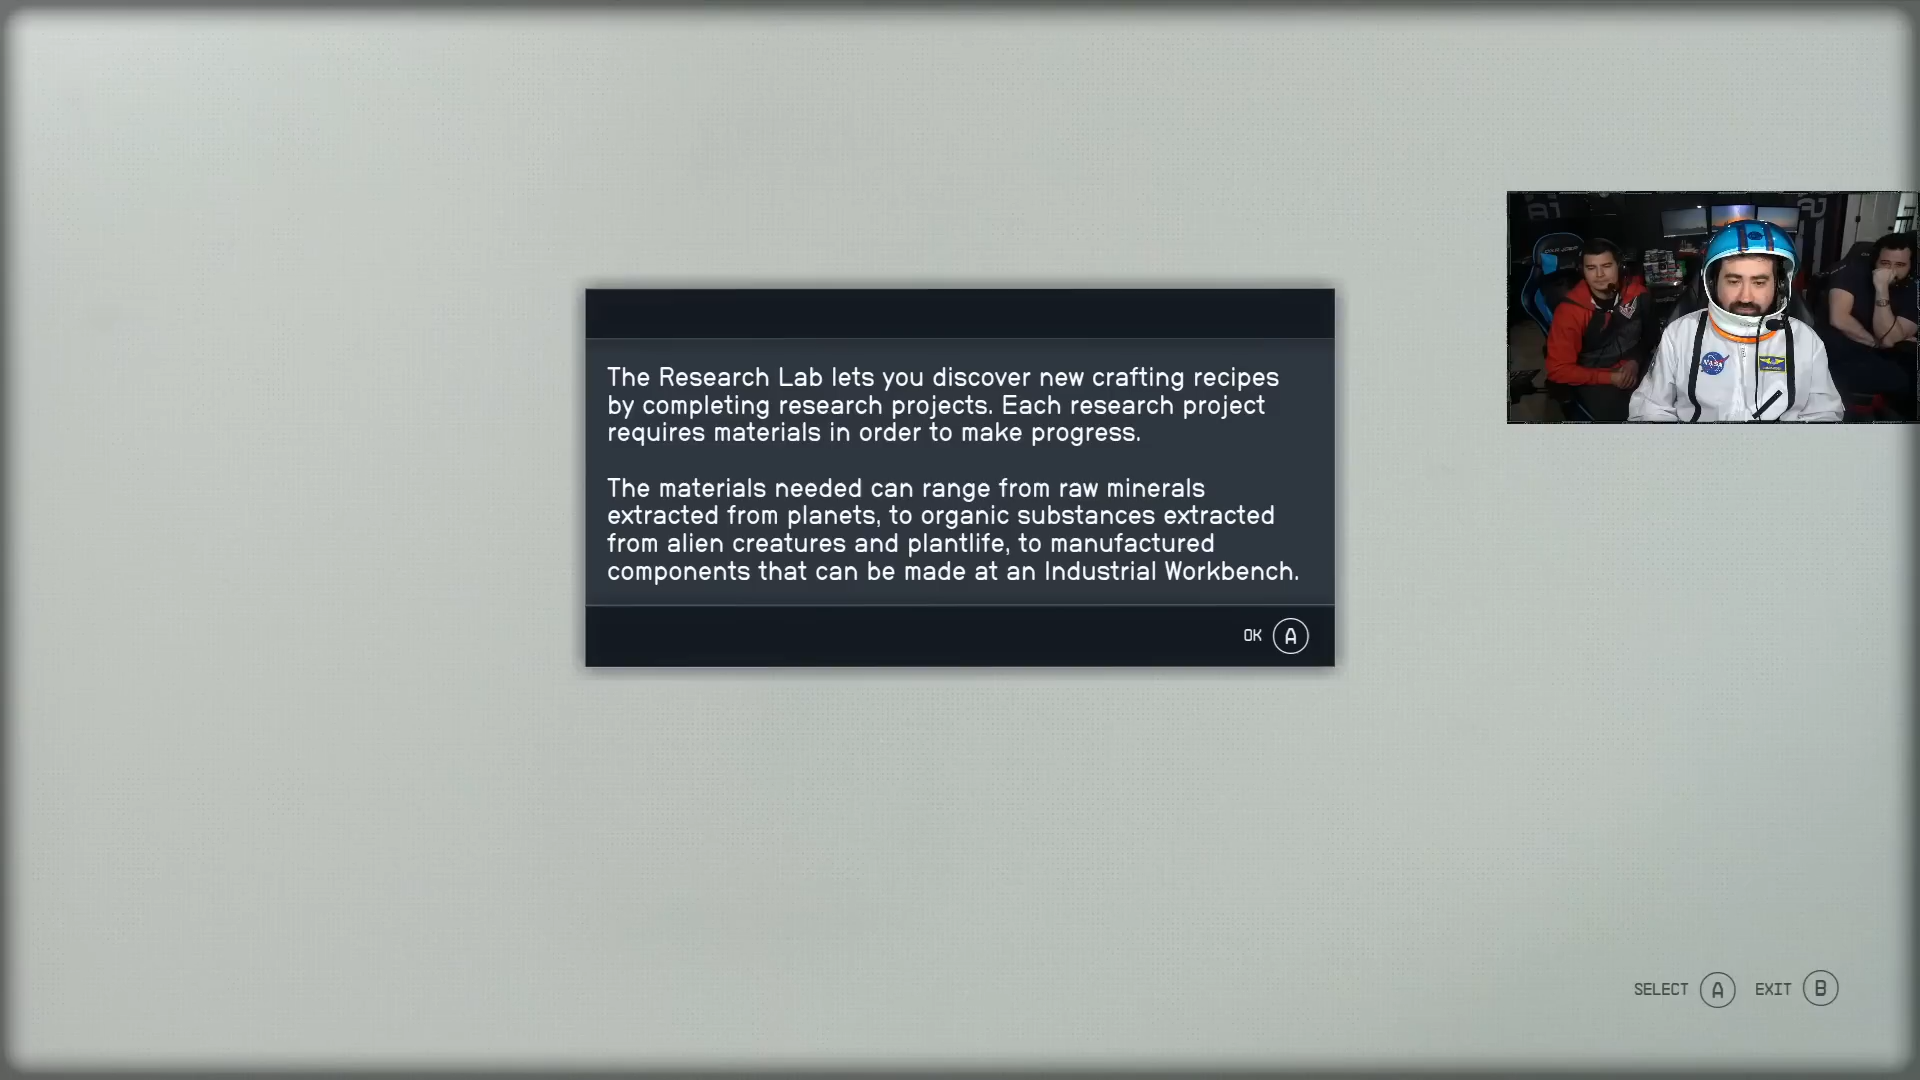 The Research Lab lets you discover new crafting recipes
by completing research projects. Each research project
requires materials in order to make progress.
The materials needed can range from raw minerals
extracted from planets, to organic substances extracted
from alien creatures and plantlife, to manufactured
components that can be made at an Industrial Workbench.
OK A
NASA
SELECT A EXIT B